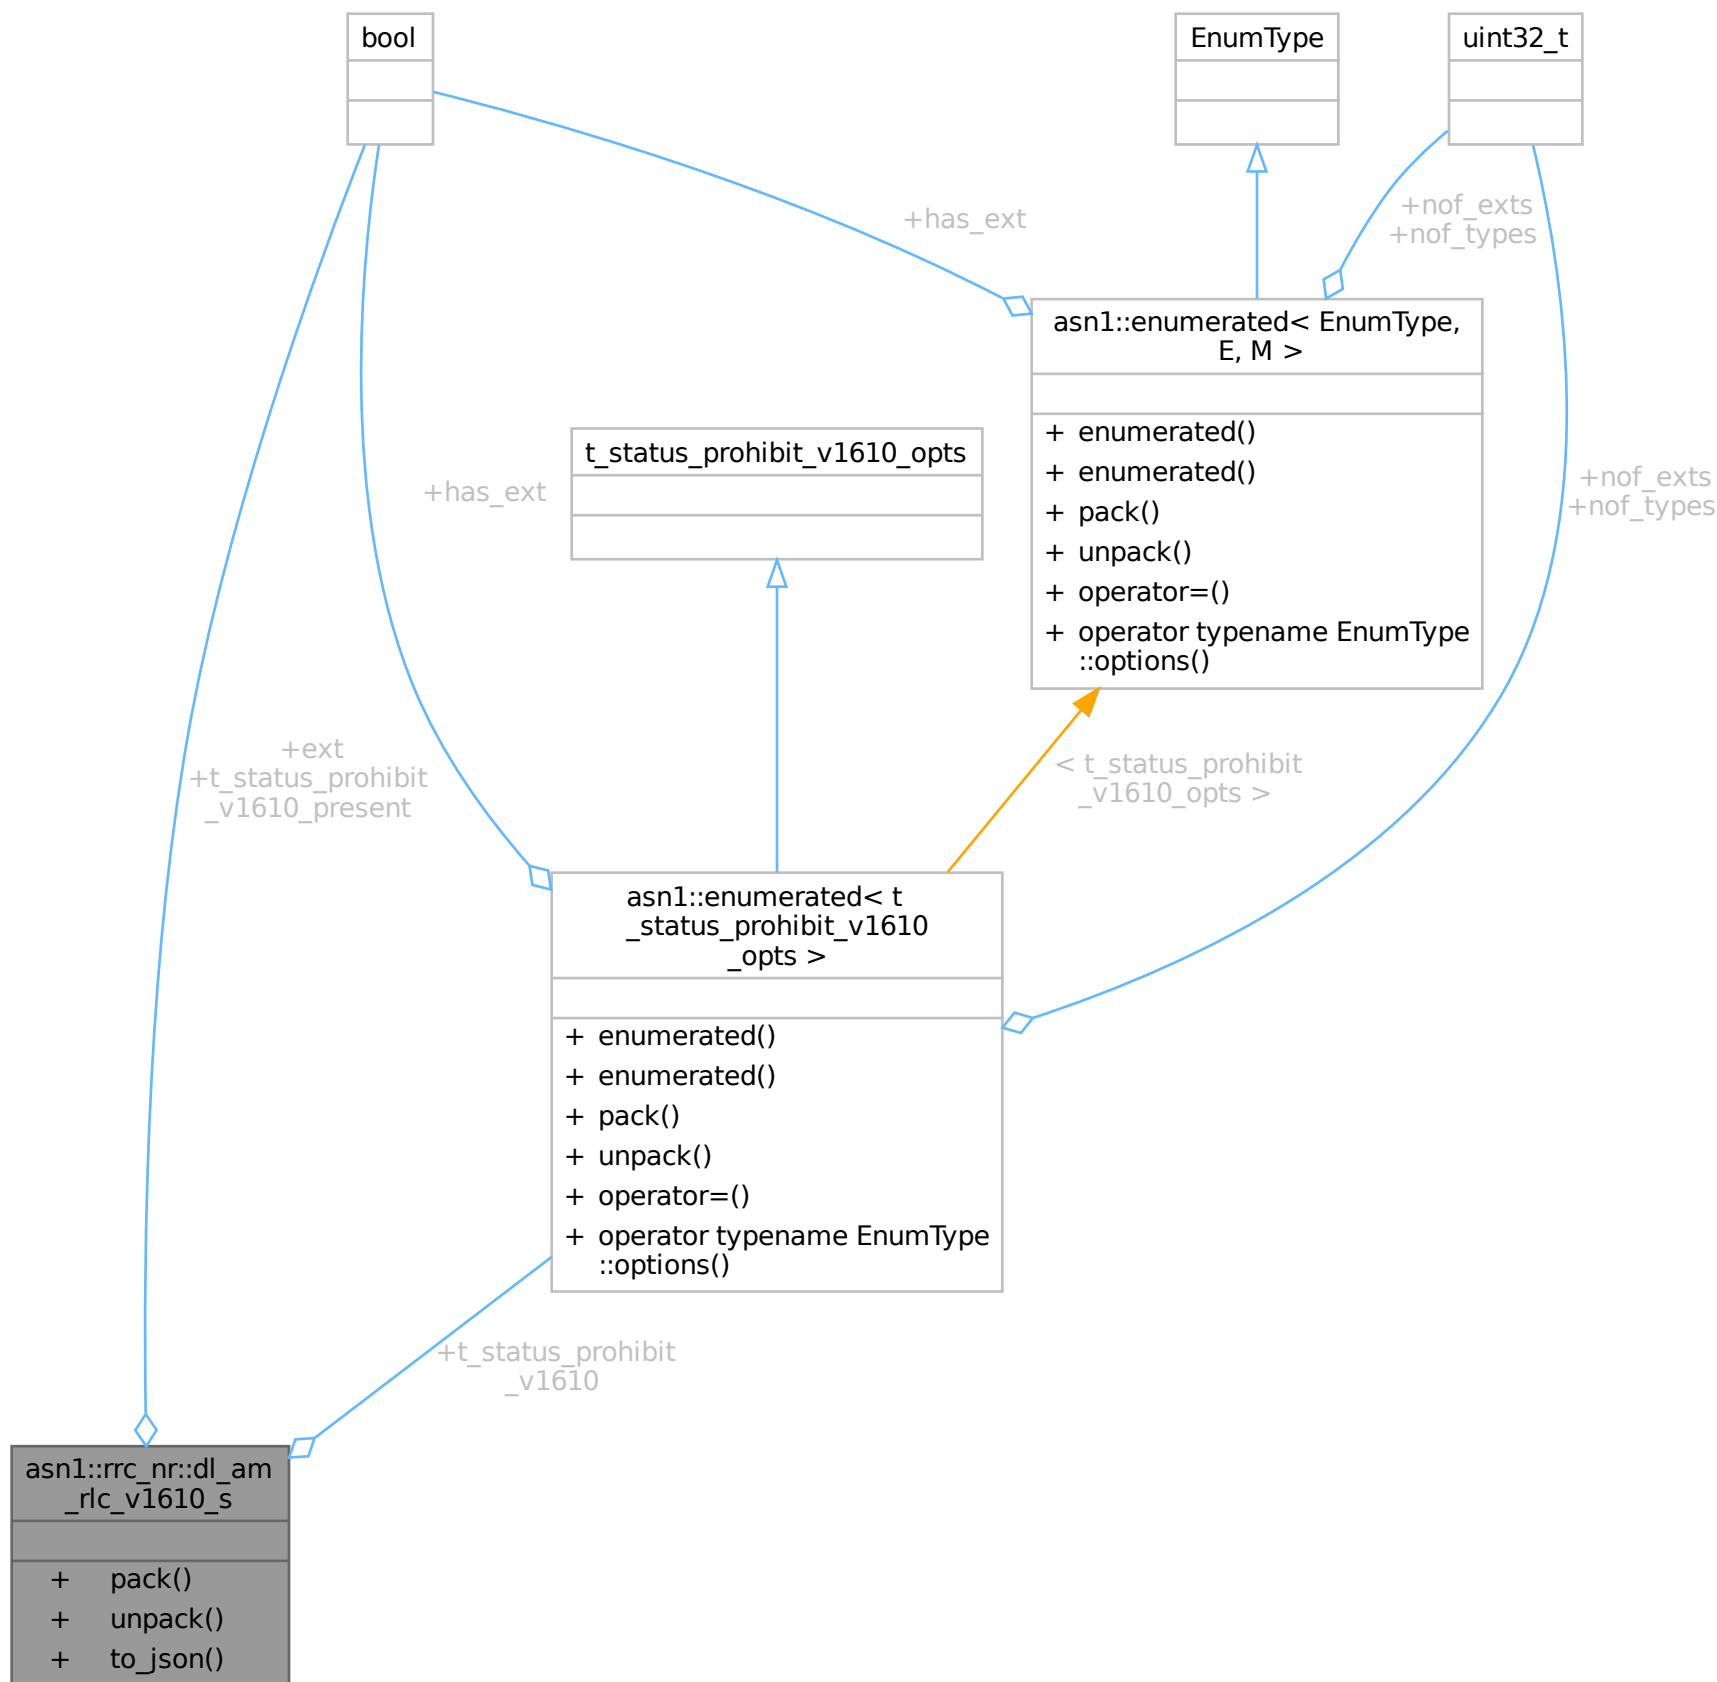 bool
EnumType
uint32_t
+has_ext
+nof_exts
+nof_types
asn1::enumerated< EnumType,
E, M >
+ enumerated()
+ enumerated()
+ pack()
+ unpack()
+ operator=()
+ operator typename EnumType
::options()
t_status_prohibit_v1610_opts
+has_ext
+nof_exts
+nof_types
+ext
+t_status_prohibit
_v1610_present
< t_status_prohibit
_v1610_opts >
asn1::enumerated< t
_status_prohibit_v1610
_opts >
+ enumerated()
+ enumerated()
+ pack()
+ unpack()
+ operator=()
+ operator typename EnumType
::options()
+t_status_prohibit
_v1610
asn1::rrc_nr::dl_am
_rlc_v1610_s
+ pack()
+ unpack()
+ to_json()